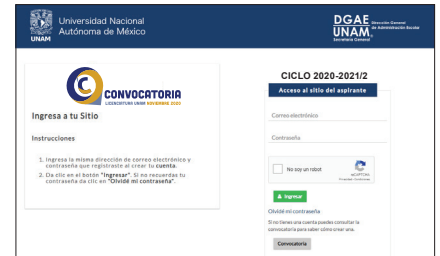 UNAM
Universidad Nacional
Autónoma de México
DGAE
UNAM
Dirección General
de Administración Escolar
Secretaría General
CONVOCATORIA
LICENCIATURA UNAM NOVIEMBRE 2020
Ingresa a tu Sitio
Instrucciones
1. Ingresa la misma dirección de correo electrónico y
contraseña que registraste al crear tu cuenta.
2. Da clic en el botón "Ingresar". Si no recuerdas tu
contraseña da clic en "Olvidé mi contraseña".
CICLO 2020-2021/2
Acceso al sitio del aspirante
Correo electrónico
Contraseña
No soy un robot
reCAPTCHA
Ingresar
Olvidé mi contraseña
Si no tienes una cuenta puedes consultar la
convocatoria para saber cómo crear una.
Convocatoria